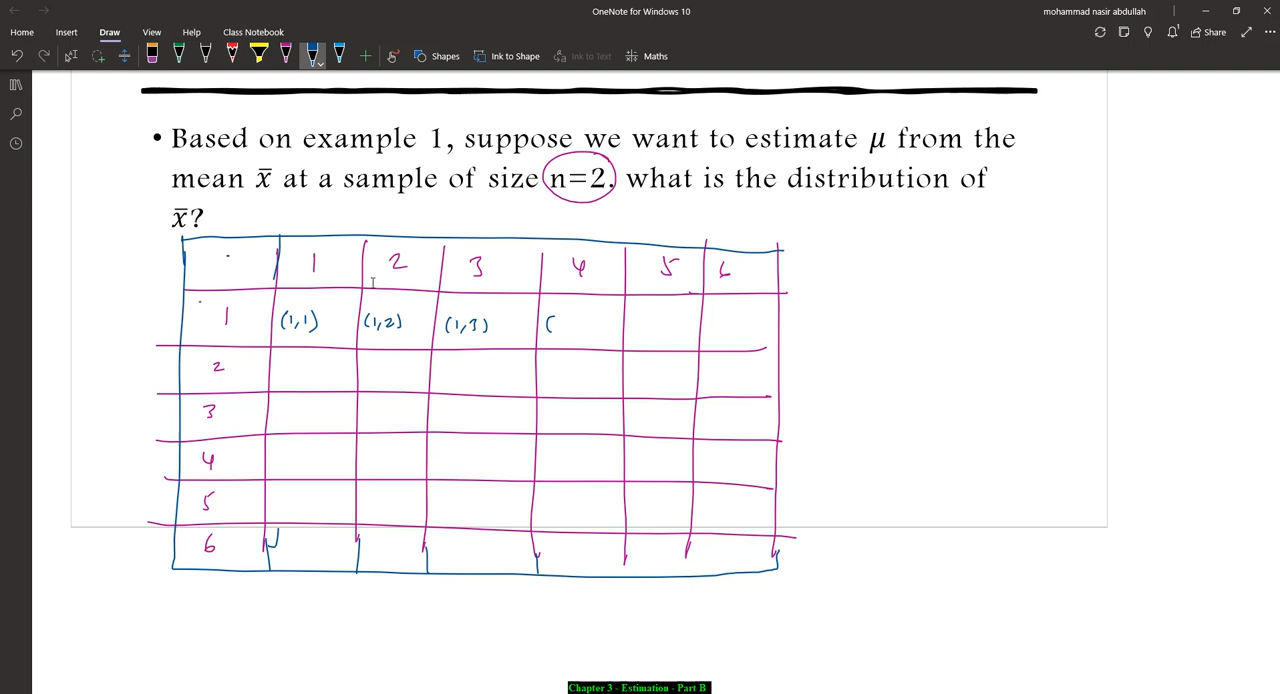 OneNote for Windows 10
mohammad nasir abdullah
Home Insert Draw View Help Class Notebook
Share
Shapes Ink to Shape Ink to Text Maths
• Based on example 1, suppose we want to estimate μ from the
mean x̄ at a sample of size n=2. what is the distribution of
x̄?
1 2 3 4 5 6
1 (1,1) (1,2) (1,3) (
2
3
4
5
6
Chapter 3 - Estimation - Part B